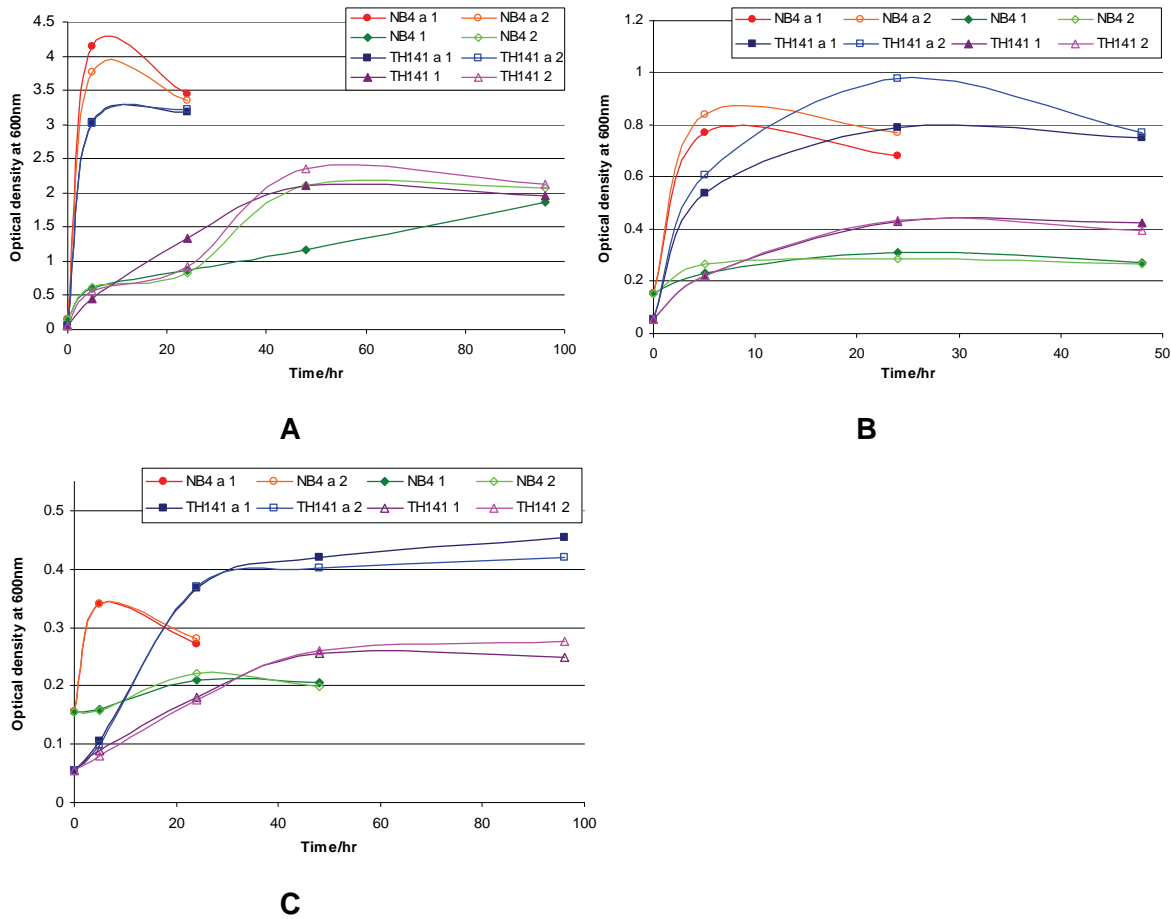 NB4 a 1 NB4 a 2
NB4 1 NB4 2
TH141 a 1 TH141 a 2
TH141 1 TH141 2
Optical density at 600nm
4.5
4
3.5
3
2.5
2
1.5
1
0.5
0
0 20 40 60 80 100
Time/hr
A
NB4 a 1 NB4 a 2 NB4 1 NB4 2
TH141 a 1 TH141 a 2 TH141 1 TH141 2
Optical density at 600nm
1.2
1
0.8
0.6
0.4
0.2
0
0 10 20 30 40 50
Time/hr
B
NB4 a 1 NB4 a 2 NB4 1 NB4 2
TH141 a 1 TH141 a 2 TH141 1 TH141 2
Optical density at 600nm
0.5
0.4
0.3
0.2
0.1
0
0 20 40 60 80 100
Time/hr
C